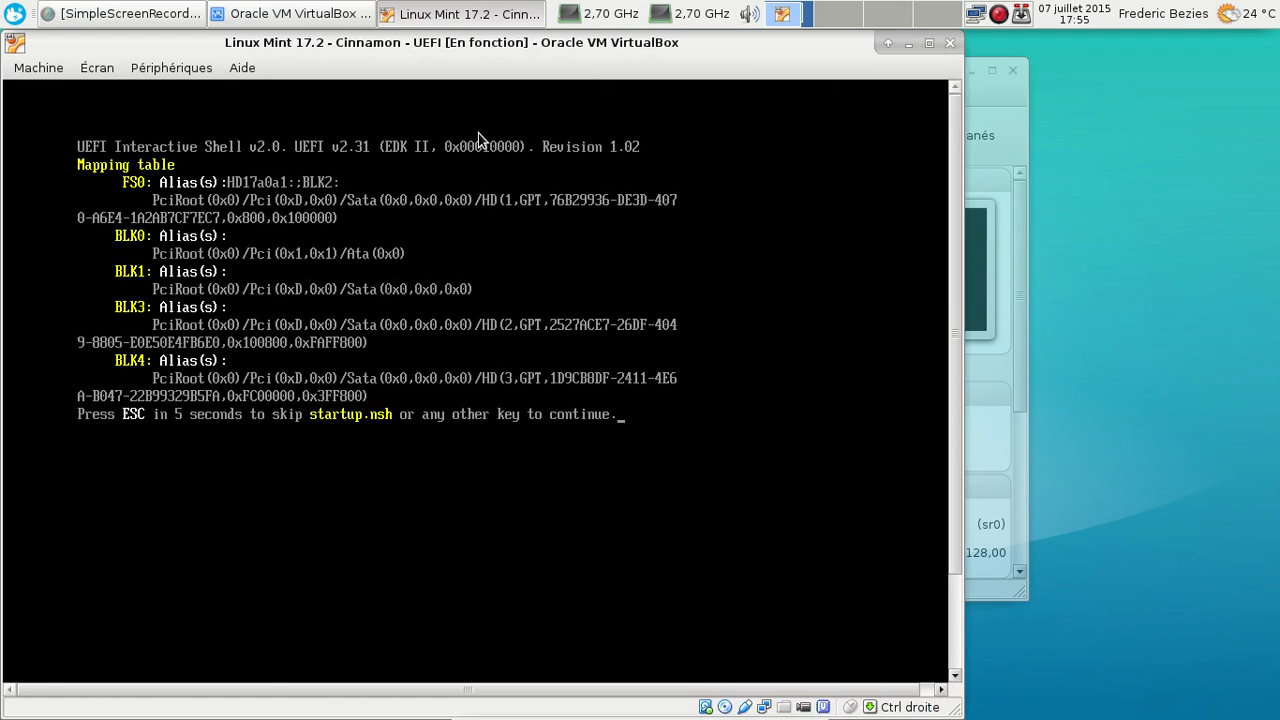 [SimpleScreenRecord...
Oracle VM VirtualBox ...
Linux Mint 17.2 - Cinn...
2,70 GHz
2,70 GHz
07 juillet 2015
17:55
Frederic Bezies
24 °C
Linux Mint 17.2 - Cinnamon - UEFI [En fonction] - Oracle VM VirtualBox
Machine Écran Périphériques Aide
UEFI Interactive Shell v2.0. UEFI v2.31 (EDK II, 0x00010000). Revision 1.02
Mapping table
FS0: Alias(s):HD17a0a1:;BLK2:
PciRoot(0x0)/Pci(0xD,0x0)/Sata(0x0,0x0,0x0)/HD(1,GPT,76B29936-DE3D-407
0-A6E4-1A2AB7CF7EC7,0x800,0x100000)
BLK0: Alias(s):
PciRoot(0x0)/Pci(0x1,0x1)/Ata(0x0)
BLK1: Alias(s):
PciRoot(0x0)/Pci(0xD,0x0)/Sata(0x0,0x0,0x0)
BLK3: Alias(s):
PciRoot(0x0)/Pci(0xD,0x0)/Sata(0x0,0x0,0x0)/HD(2,GPT,2527ACE7-26DF-404
9-8805-E0E50E4FB6E0,0x100800,0xFAFF800)
BLK4: Alias(s):
PciRoot(0x0)/Pci(0xD,0x0)/Sata(0x0,0x0,0x0)/HD(3,GPT,1D9CB8DF-2411-4E6
A-B047-22B99329B5FA,0xFC00000,0x3FF800)
Press ESC in 5 seconds to skip startup.nsh or any other key to continue._
anés
(sr0)
128,00
Ctrl droite